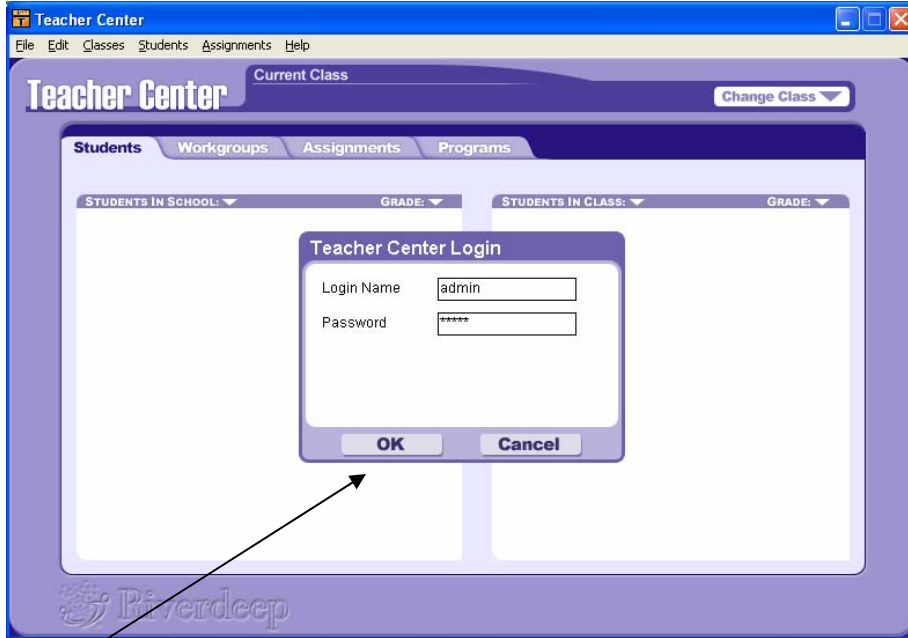 Teacher Center
File Edit Classes Students Assignments Help
Teacher Center
Current Class
Change Class
Students Workgroups Assignments Programs
STUDENTS IN SCHOOL: GRADE: STUDENTS IN CLASS: GRADE:
Teacher Center Login
Login Name admin
Password *****
OK Cancel
Riverdeep